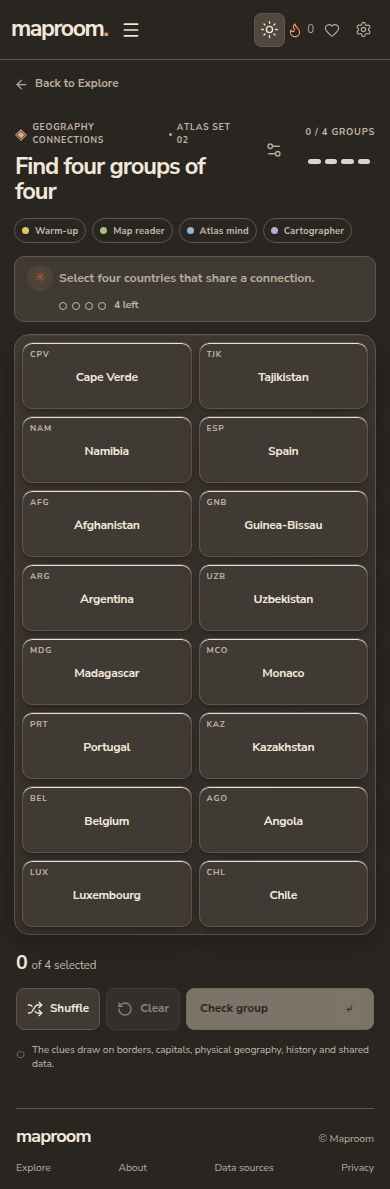 maproom.
0
Back to Explore
GEOGRAPHY CONNECTIONS
• ATLAS SET 02
0 / 4 GROUPS
Find four groups of
four
Warm-up
Map reader
Atlas mind
Cartographer
Select four countries that share a connection.
4 left
CPV
Cape Verde
TJK
Tajikistan
NAM
Namibia
ESP
Spain
AFG
Afghanistan
GNB
Guinea-Bissau
ARG
Argentina
UZB
Uzbekistan
MDG
Madagascar
MCO
Monaco
PRT
Portugal
KAZ
Kazakhstan
BEL
Belgium
AGO
Angola
LUX
Luxembourg
CHL
Chile
0 of 4 selected
Shuffle
Clear
Check group ↲
The clues draw on borders, capitals, physical geography, history and shared
data.
maproom
© Maproom
Explore
About
Data sources
Privacy